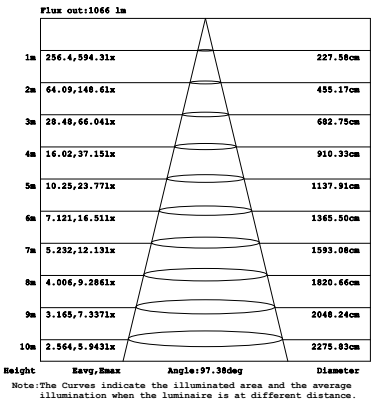 Flux out:1066 lm
1m 256.4,594.3lx 227.58cm
2m 64.09,148.6lx 455.17cm
3m 28.48,66.04lx 682.75cm
4m 16.02,37.15lx 910.33cm
5m 10.25,23.77lx 1137.91cm
6m 7.121,16.51lx 1365.50cm
7m 5.232,12.13lx 1593.08cm
8m 4.006,9.286lx 1820.66cm
9m 3.165,7.337lx 2048.24cm
10m 2.564,5.943lx 2275.83cm
Height Eavg,Emax Angle:97.38deg Diameter
Note:The Curves indicate the illuminated area and the average
illumination when the luminaire is at different distance.